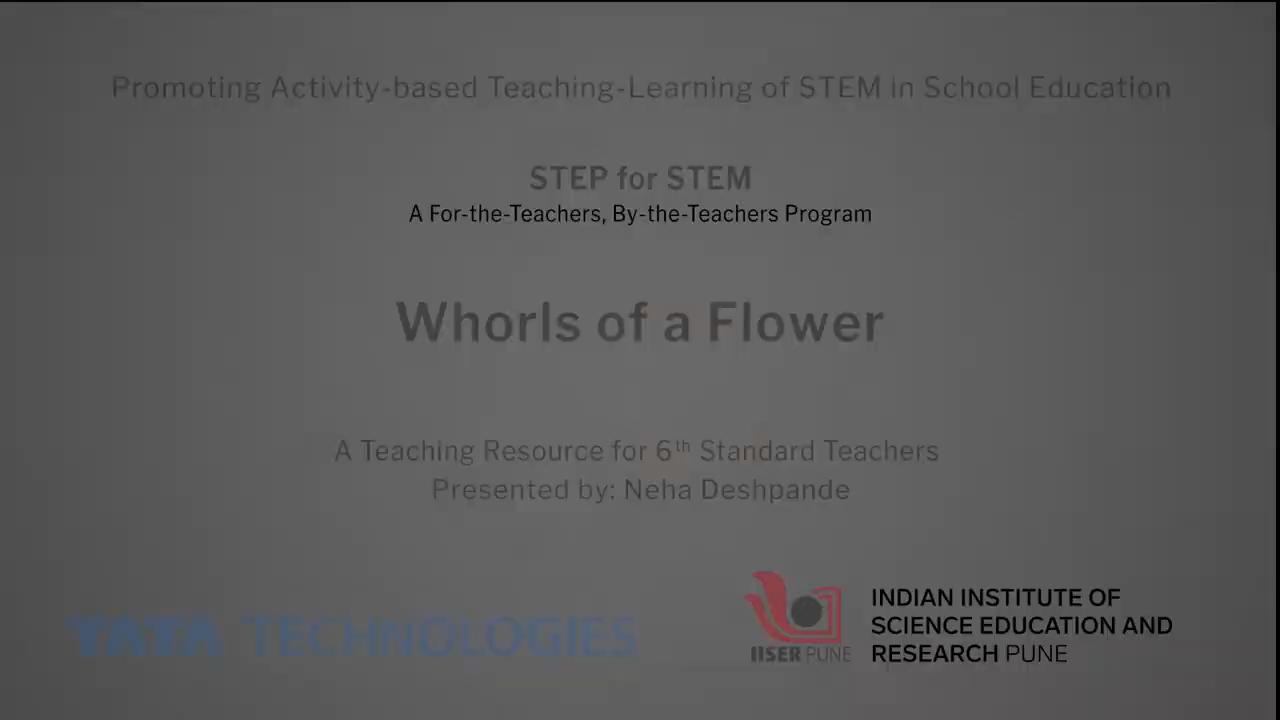 Promoting Activity-based Teaching-Learning of STEM in School Education
STEP for STEM
A For-the-Teachers, By-the-Teachers Program
Whorls of a Flower
A Teaching Resource for 6th Standard Teachers
Presented by: Neha Deshpande
TATA TECHNOLOGIES
IISER PUNE
INDIAN INSTITUTE OF
SCIENCE EDUCATION AND
RESEARCH PUNE